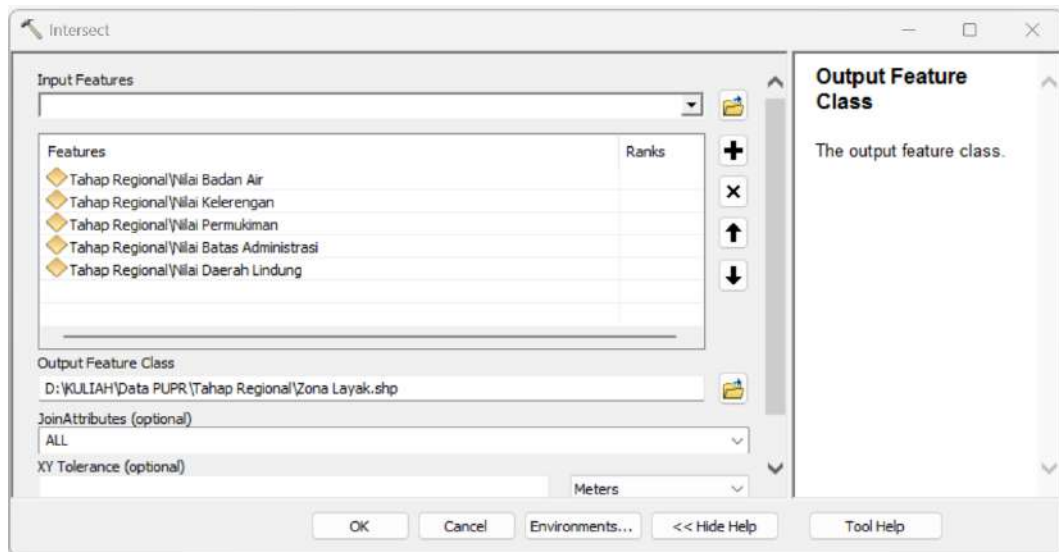 Intersect
Input Features
Features Ranks
Tahap Regional\Nilai Badan Air
Tahap Regional\Nilai Kelerengan
Tahap Regional\Nilai Permukiman
Tahap Regional\Nilai Batas Administrasi
Tahap Regional\Nilai Daerah Lindung
Output Feature Class
D:\KULIAH\Data PUPR\Tahap Regional\Zona Layak.shp
JoinAttributes (optional)
ALL
XY Tolerance (optional)
Meters
OK Cancel Environments... << Hide Help Tool Help
Output Feature
Class
The output feature class.